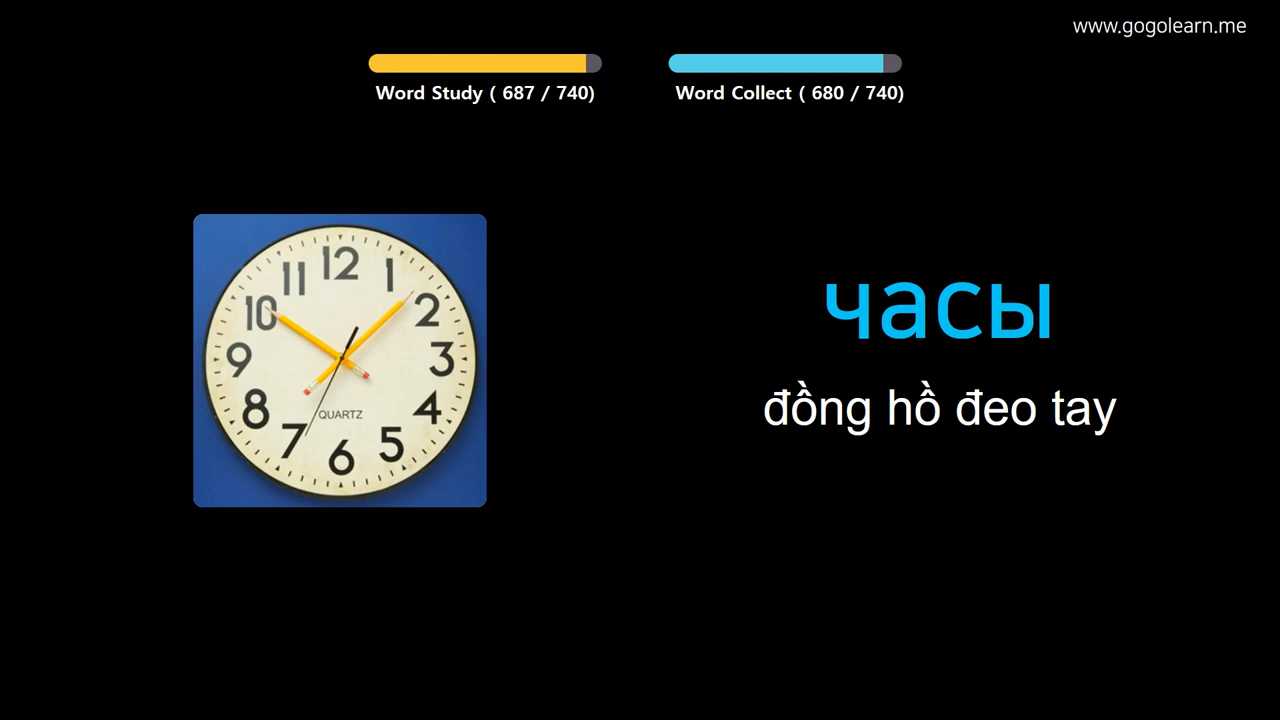 www.gogolearn.me
Word Study ( 687 / 740)
Word Collect ( 680 / 740)
12
11
1
10
2
9
3
8
4
7
5
6
QUARTZ
часы
đồng hồ đeo tay